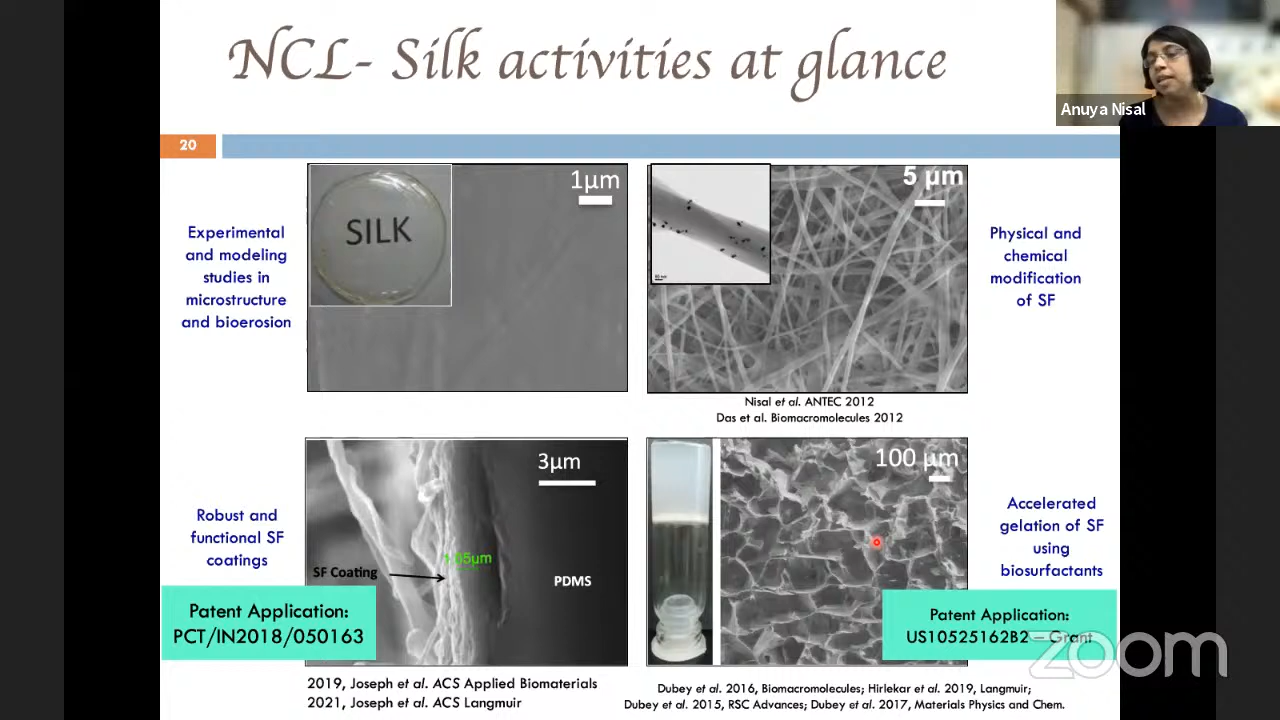 NCL- Silk activities at glance
Anuya Nisal
20
Experimental
and modeling
studies in
microstructure
and bioerosion
SILK
1µm
5 µm
Physical and
chemical
modification
of SF
Nisal et al. ANTEC 2012
Das et al. Biomacromolecules 2012
Robust and
functional SF
coatings
3µm
SF Coating
PDMS
100 µm
Accelerated
gelation of SF
using
biosurfactants
Patent Application:
PCT/IN2018/050163
Patent Application:
US10525162B2 – Grant
zoom
2019, Joseph et al. ACS Applied Biomaterials
2021, Joseph et al. ACS Langmuir
Dubey et al. 2016, Biomacromolecules; Hirlekar et al. 2019, Langmuir;
Dubey et al. 2015, RSC Advances; Dubey et al. 2017, Materials Physics and Chem.